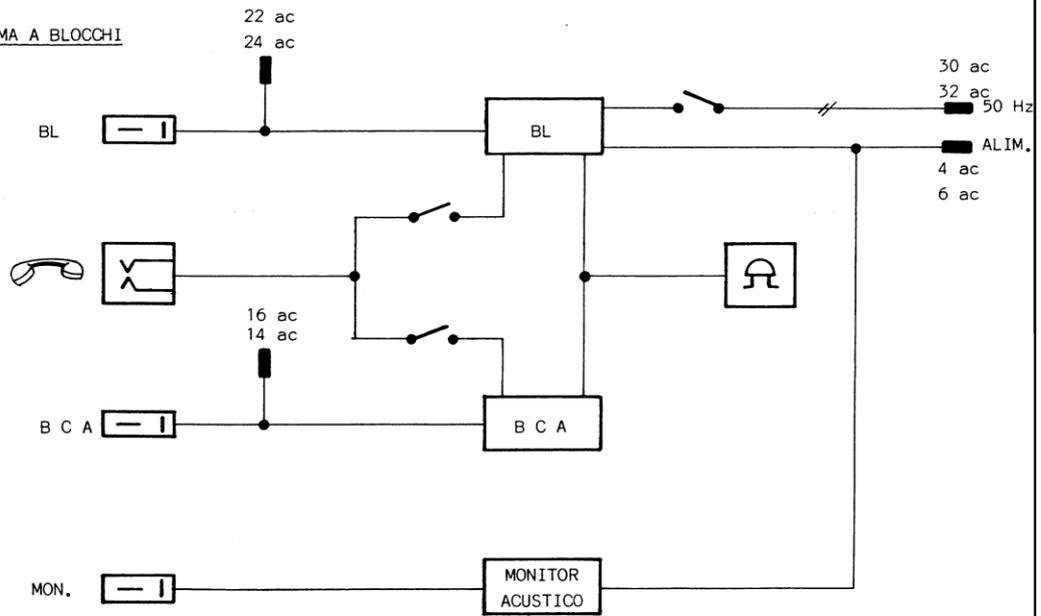 22 ac
24 ac
MA A BLOCCHI
30 ac
32 ac
50 Hz
BL
BL
ALIM.
4 ac
6 ac
16 ac
14 ac
B C A
B C A
MON.
MONITOR
ACUSTICO